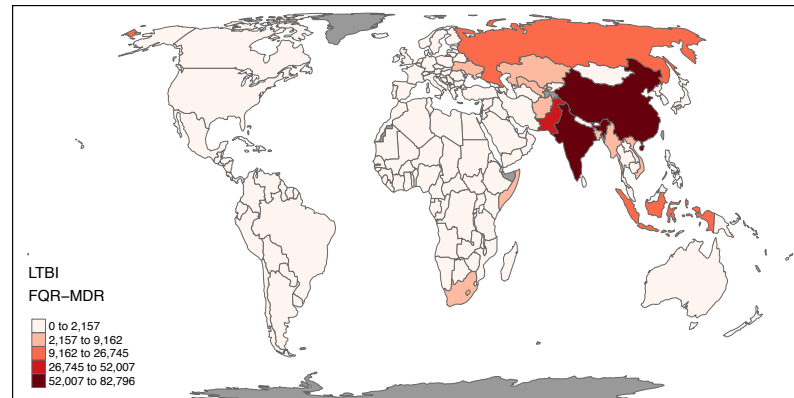 LTBI
FQR−MDR
0 to 2,157
2,157 to 9,162
9,162 to 26,745
26,745 to 52,007
52,007 to 82,796